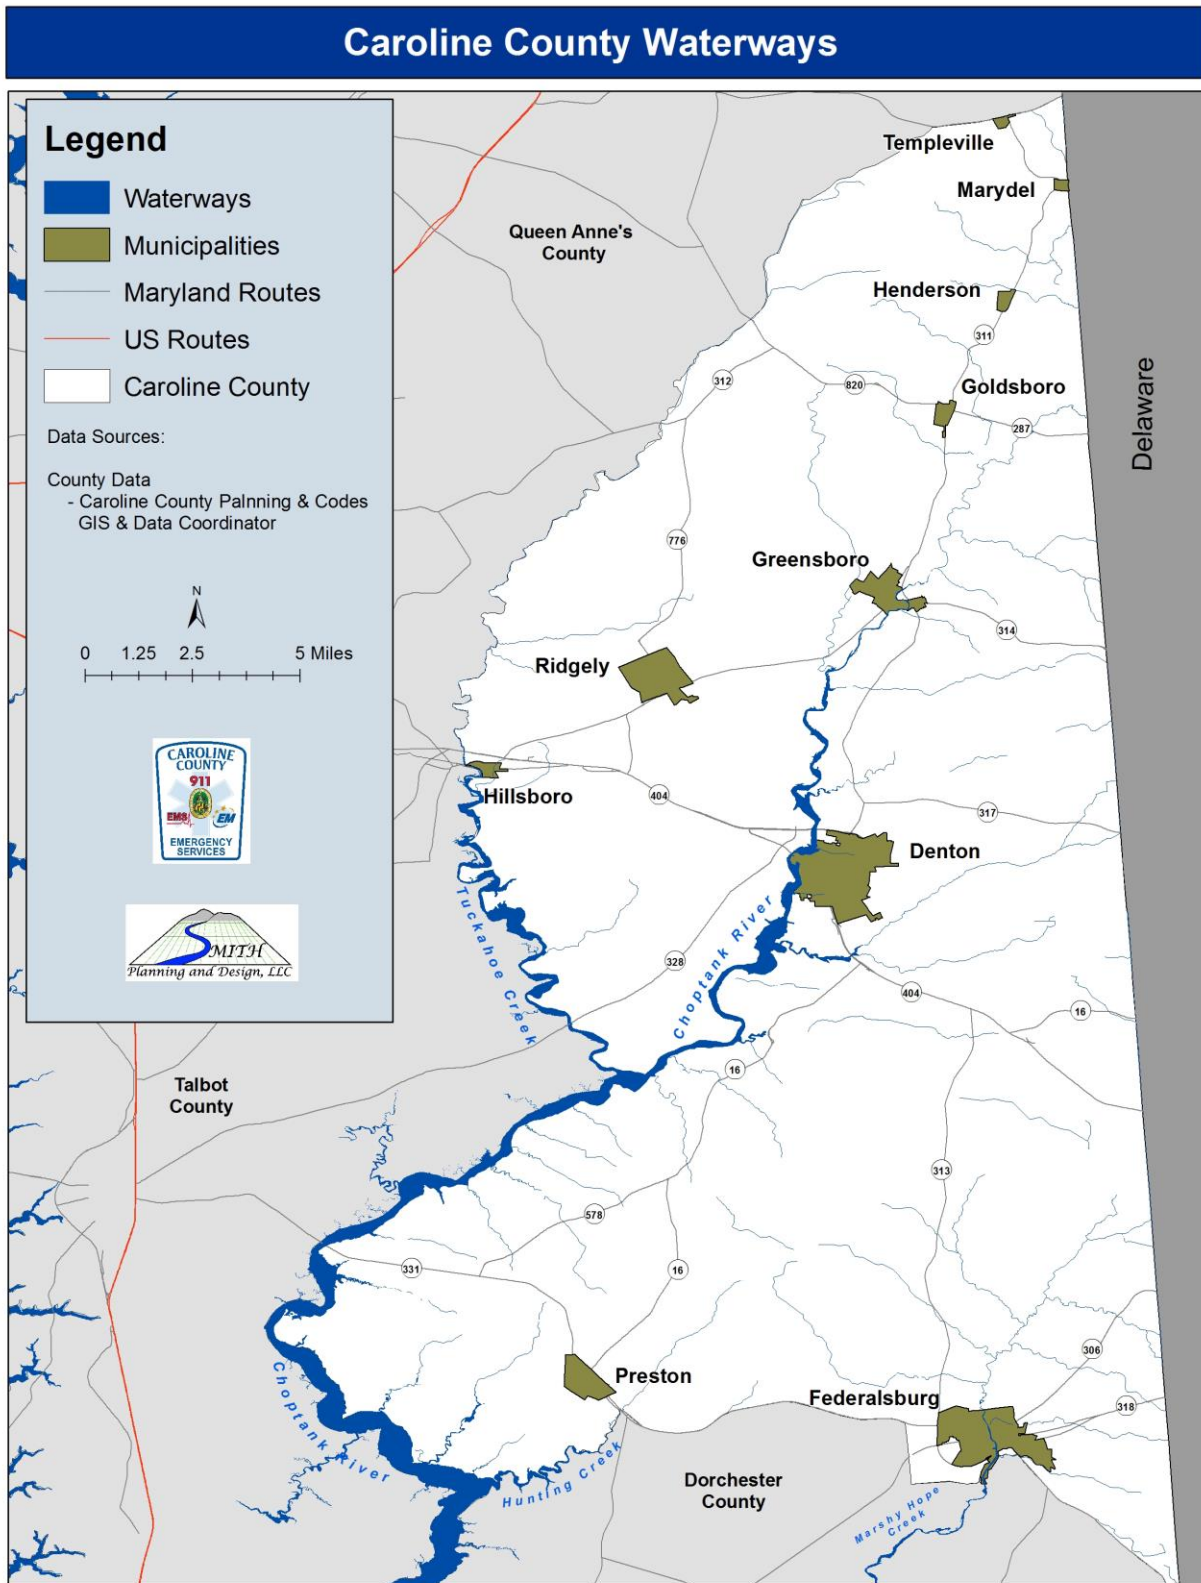 Caroline County Waterways
Legend
Waterways
Municipalities
Maryland Routes
US Routes
Caroline County
Data Sources:
County Data
- Caroline County Palnning & Codes
GIS & Data Coordinator
N
0 1.25 2.5 5 Miles
CAROLINE
COUNTY
911
EMS EM
EMERGENCY
SERVICES
SMITH
Planning and Design, LLC
Templeville
Marydel
Queen Anne's
County
Henderson
311
Goldsboro
312
820
287
Delaware
776
Greensboro
314
Ridgely
Hillsboro
404
317
Denton
Tuckahoe Creek
Choptank River
328
404
16
16
Talbot
County
313
578
331
16
Preston
306
Federalsburg
318
Choptank River
Hunting Creek
Dorchester
County
Marshy Hope
Creek